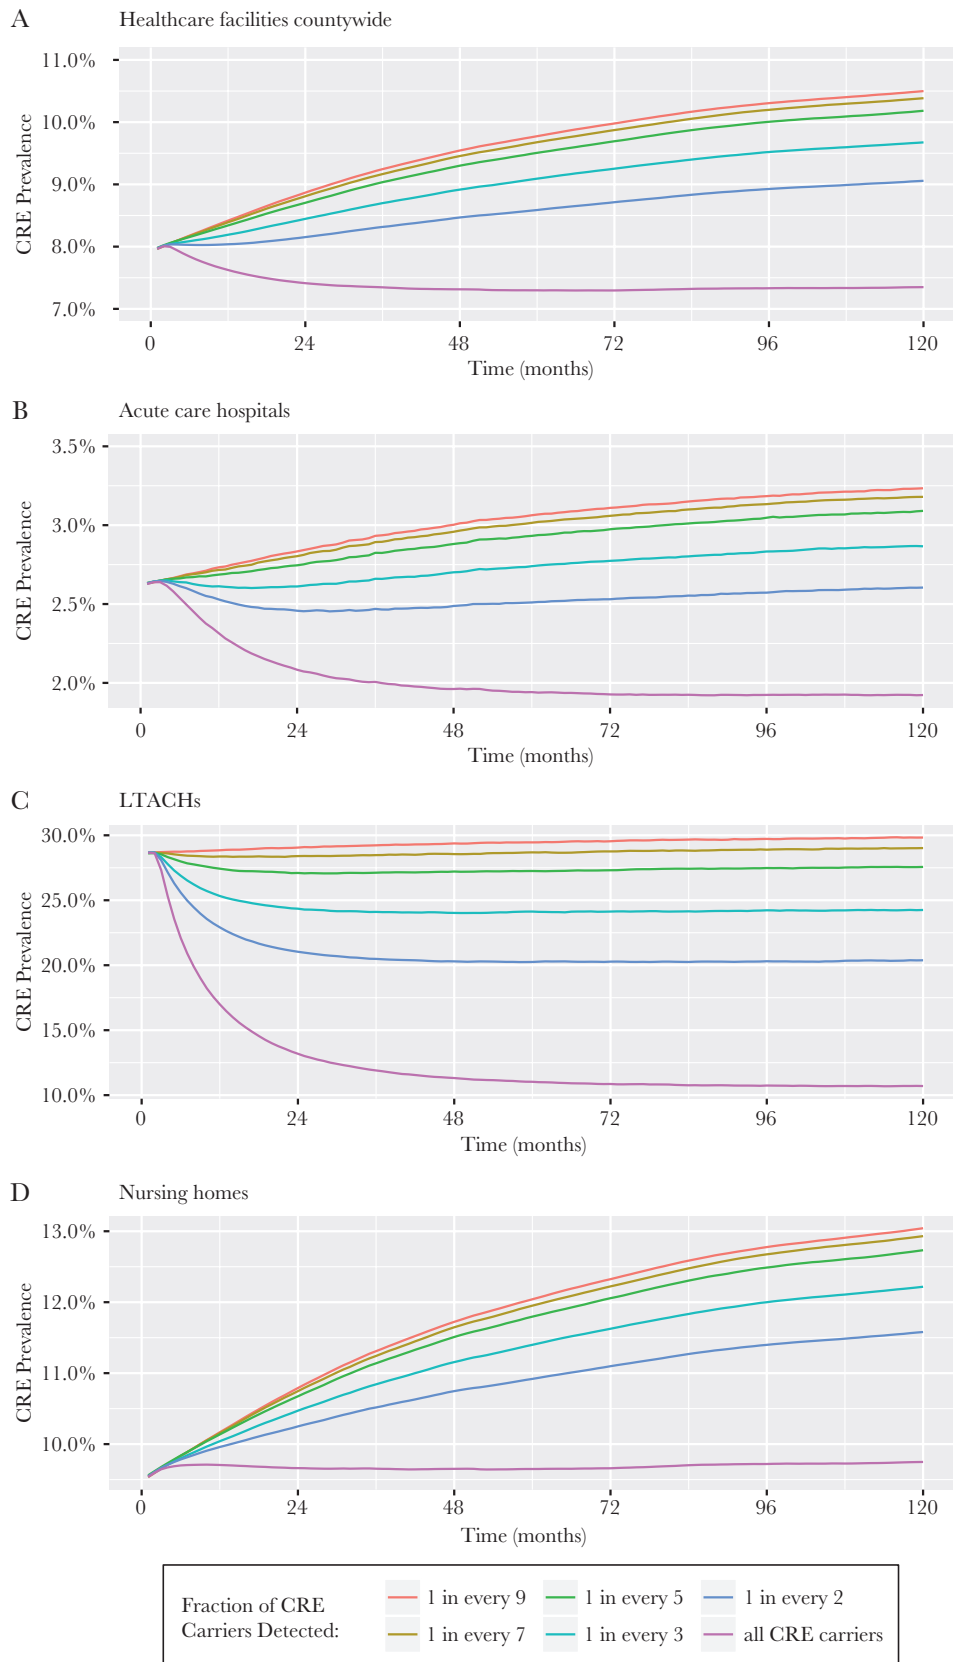 A Healthcare facilities countywide
11.0%
10.0%
9.0%
8.0%
7.0%
CRE Prevalence
0 24 48 72 96 120
Time (months)
B Acute care hospitals
3.5%
3.0%
2.5%
2.0%
CRE Prevalence
0 24 48 72 96 120
Time (months)
C LTACHs
30.0%
25.0%
20.0%
15.0%
10.0%
CRE Prevalence
0 24 48 72 96 120
Time (months)
D Nursing homes
13.0%
12.0%
11.0%
10.0%
CRE Prevalence
0 24 48 72 96 120
Time (months)
Fraction of CRE
Carriers Detected:
1 in every 9 1 in every 5 1 in every 2
1 in every 7 1 in every 3 all CRE carriers